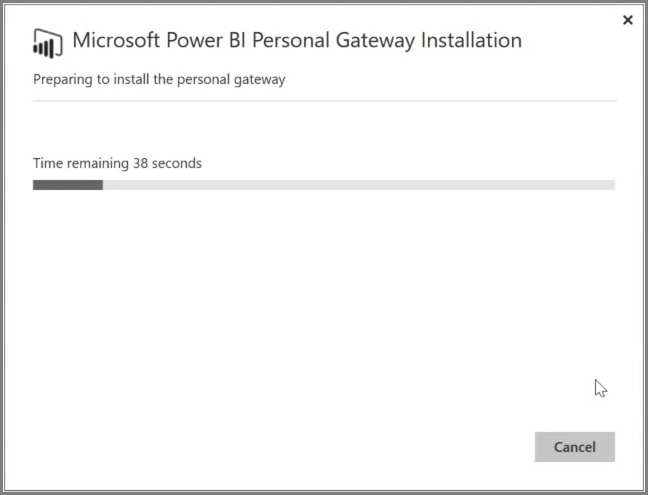 Microsoft Power BI Personal Gateway Installation
Preparing to install the personal gateway
Time remaining 38 seconds
Cancel